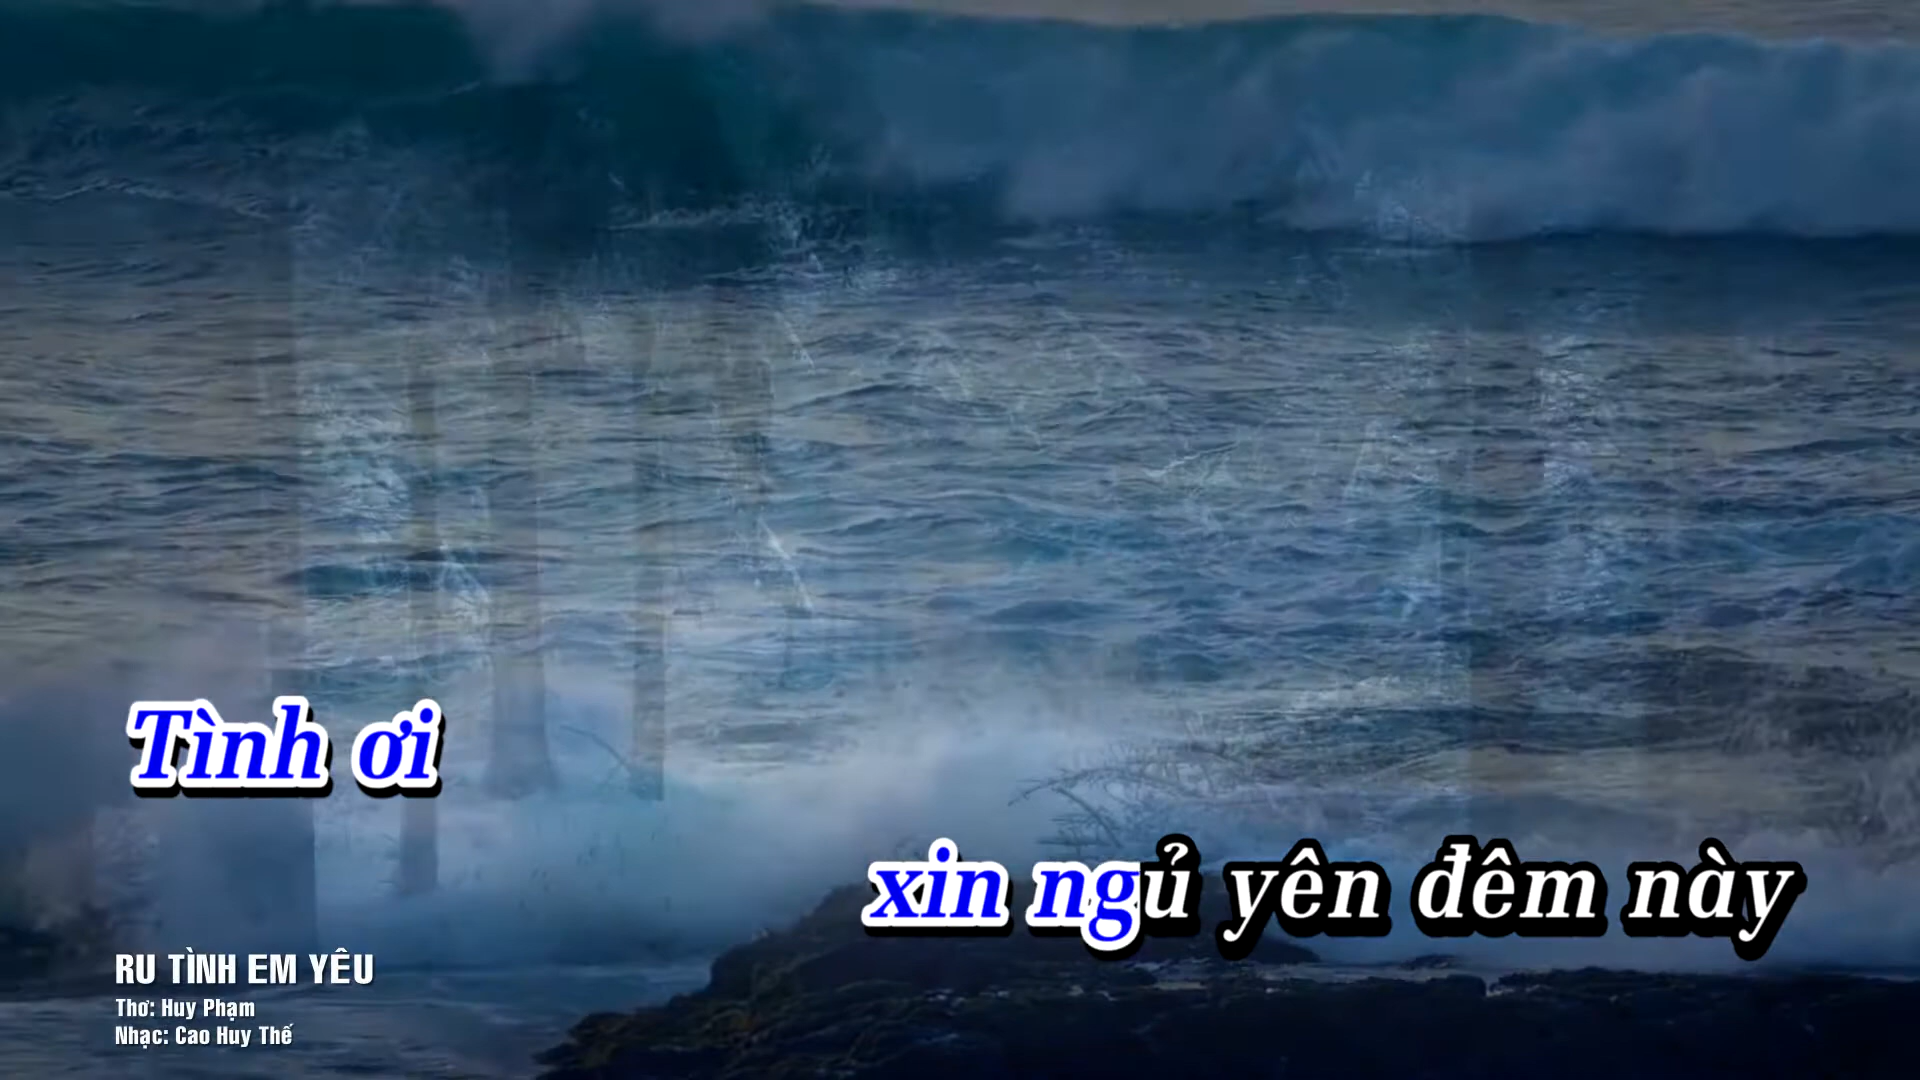 Tình ơi
xin ngủ yên đêm này
RU TÌNH EM YÊU
Thơ: Huy Phạm
Nhạc: Cao Huy Thế